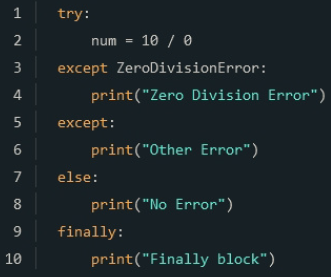 1 try:
2     num = 10 / 0
3 except ZeroDivisionError:
4     print("Zero Division Error")
5 except:
6     print("Other Error")
7 else:
8     print("No Error")
9 finally:
10     print("Finally block")